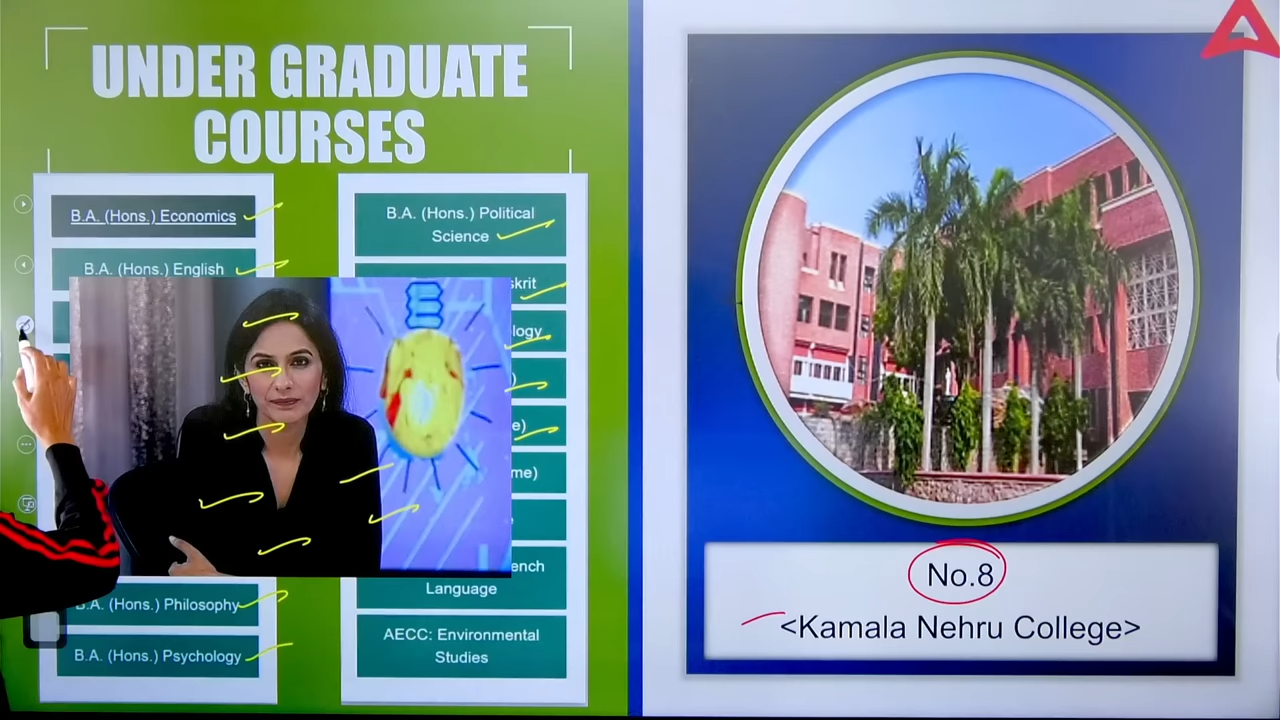 UNDER GRADUATE
COURSES
B.A. (Hons.) Economics
B.A. (Hons.) English
B.A. (Hons.) Philosophy
B.A. (Hons.) Psychology
B.A. (Hons.) Political
Science
Language
AECC: Environmental
Studies
No.8
<Kamala Nehru College>